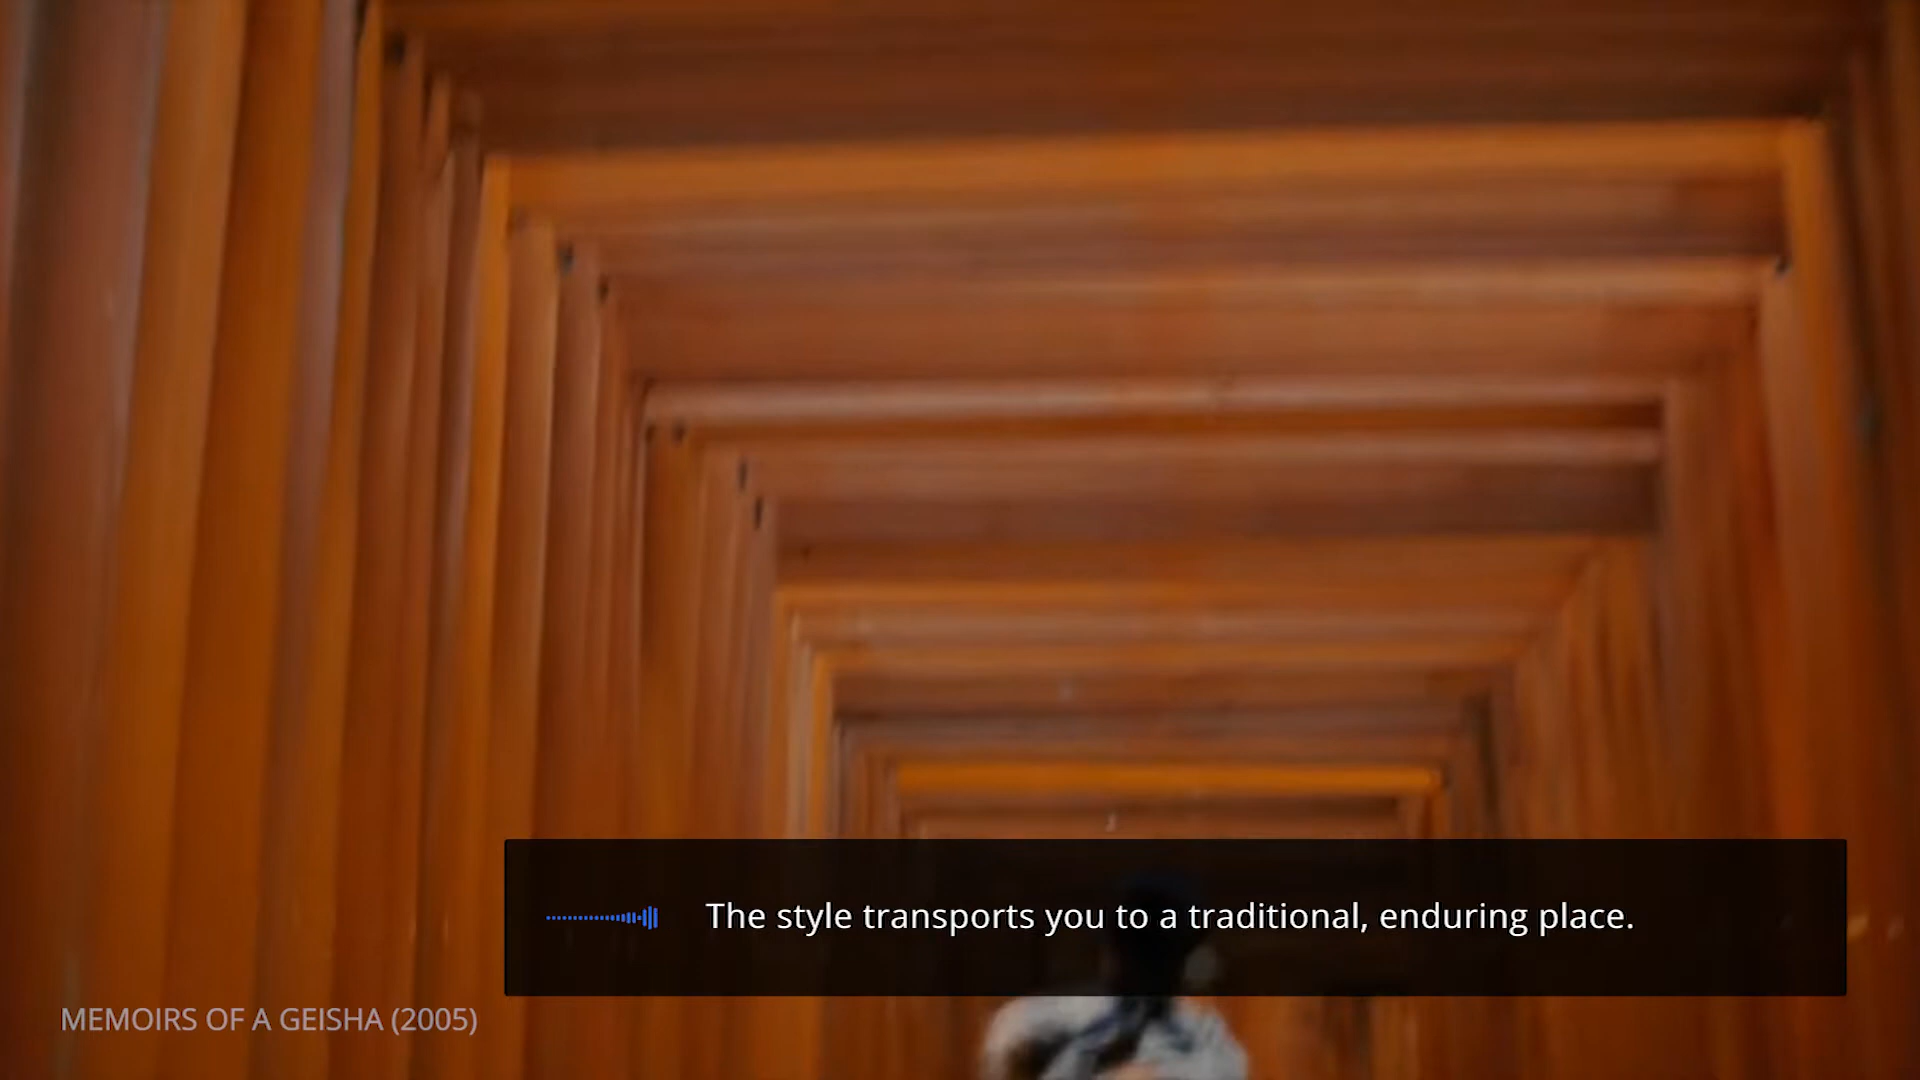 The style transports you to a traditional, enduring place.
MEMOIRS OF A GEISHA (2005)